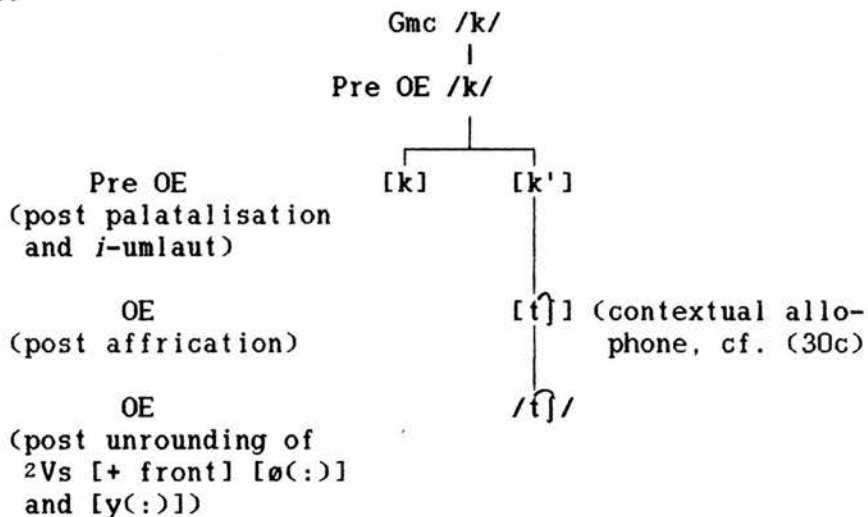 Gmc /k/
Pre OE /k/
Pre OE [k] [k']
(post palatalisation
and i-umlaut)
OE [t͡ʃ] (contextual allo-
(post affrication) phone, cf. (30c)
OE /t͡ʃ/
(post unrounding of
2Vs [+ front] [ø(:)]
and [y(:)])